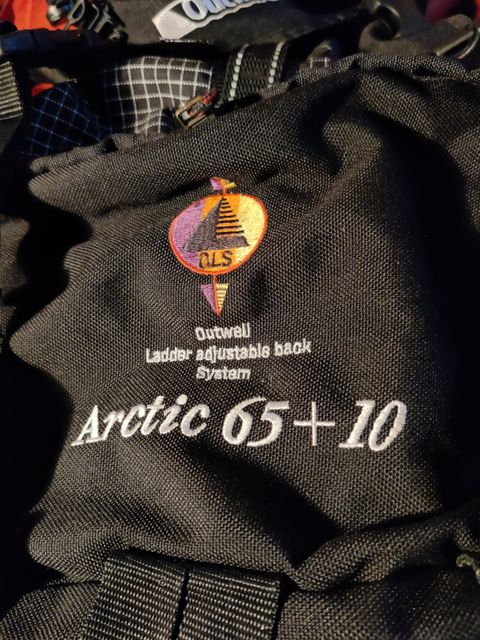 OLS
Outwell
Ladder adjustable back
System
Arctic 65+10